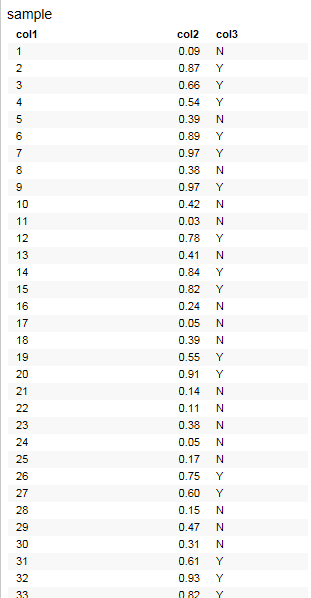 sample
col1 col2 col3
1 0.09 N
2 0.87 Y
3 0.66 Y
4 0.54 Y
5 0.39 N
6 0.89 Y
7 0.97 Y
8 0.38 N
9 0.97 Y
10 0.42 N
11 0.03 N
12 0.78 Y
13 0.41 N
14 0.84 Y
15 0.82 Y
16 0.24 N
17 0.05 N
18 0.39 N
19 0.55 Y
20 0.91 Y
21 0.14 N
22 0.11 N
23 0.38 N
24 0.05 N
25 0.17 N
26 0.75 Y
27 0.60 Y
28 0.15 N
29 0.47 N
30 0.31 N
31 0.61 Y
32 0.93 Y
33 0.82 Y